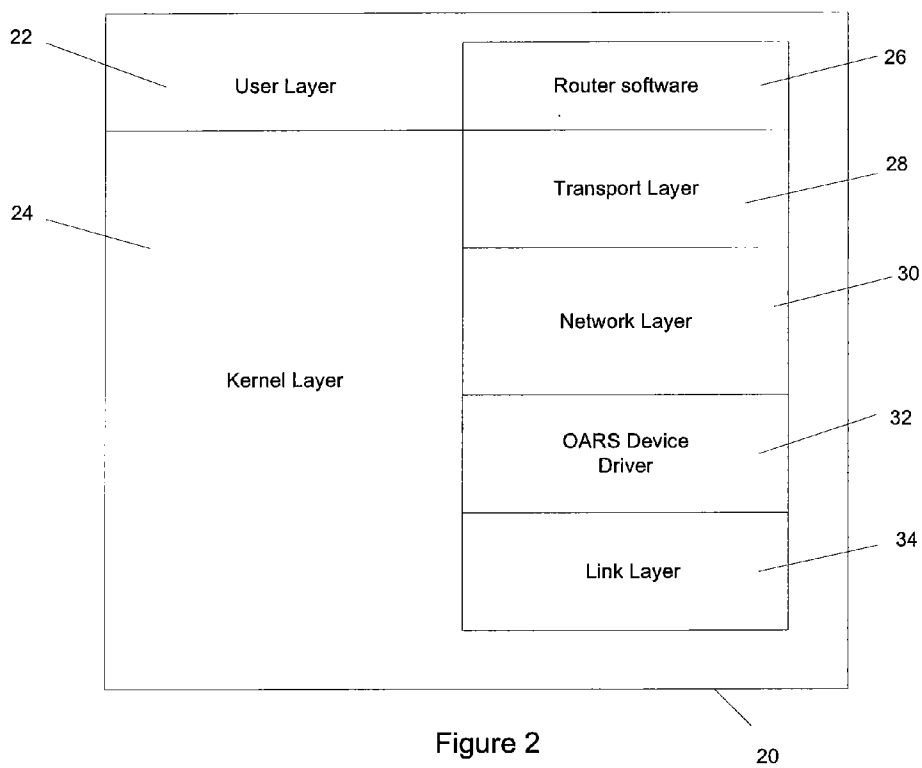 22
User Layer
Router software
26
Transport Layer
28
24
Network Layer
30
Kernel Layer
OARS Device
Driver
32
Link Layer
34
Figure 2
20